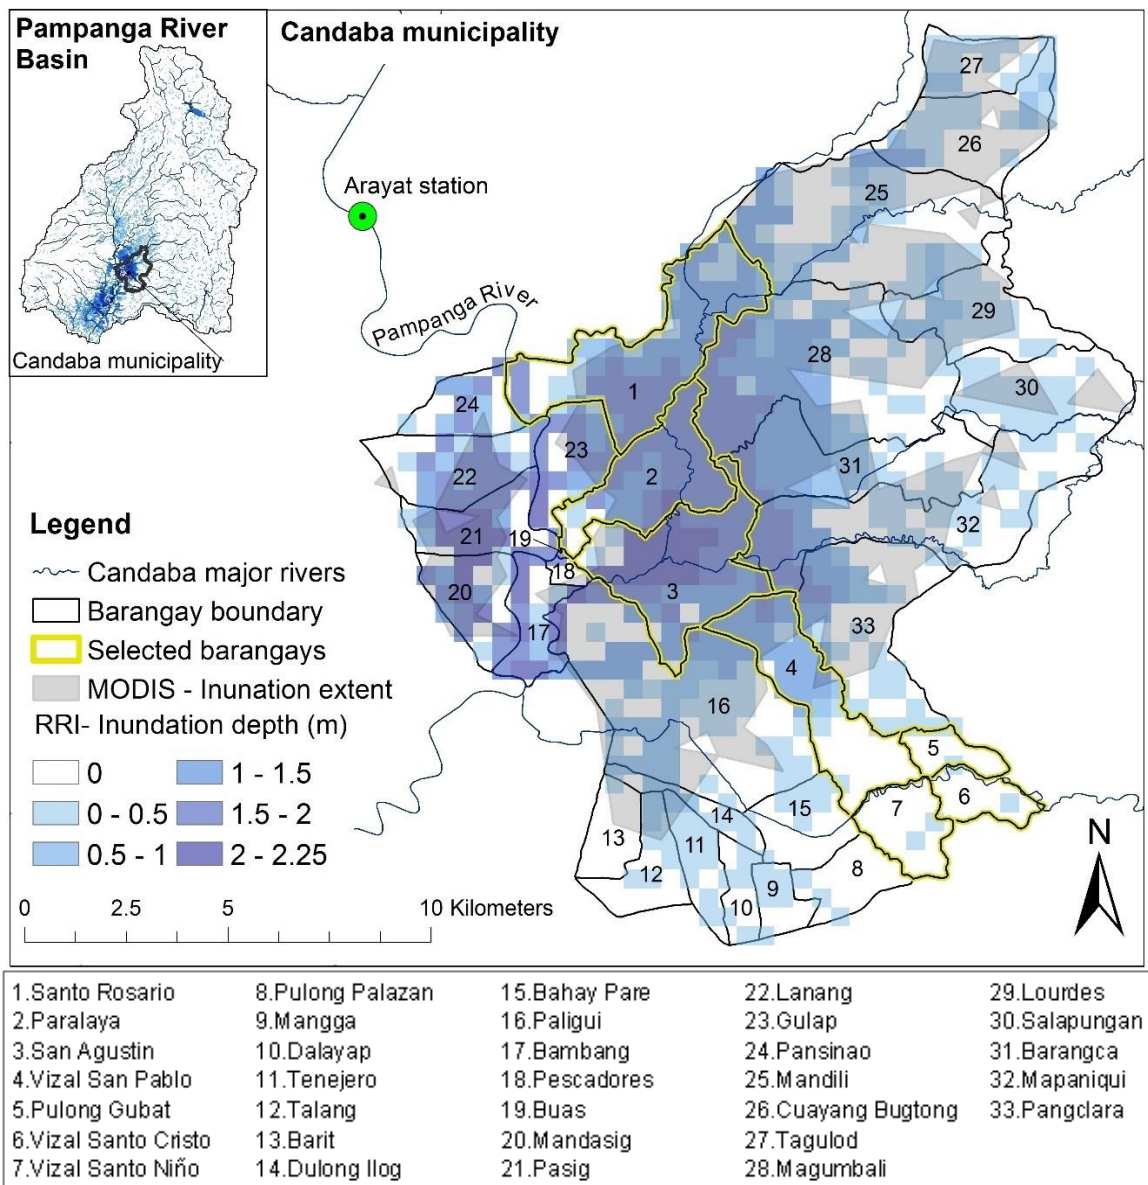 Pampanga River
Basin
Candaba municipality
Candaba municipality
Arayat station
Pampanga River
27
26
25
29
28
30
1
24
23
31
22
2
32
21
19
18
20
3
33
17
4
16
5
6
15
7
14
13
11
12
9
8
10
Legend
Candaba major rivers
Barangay boundary
Selected barangays
MODIS - Inunation extent
RRI- Inundation depth (m)
0
1 - 1.5
0 - 0.5
1.5 - 2
0.5 - 1
2 - 2.25
0 2.5 5 10 Kilometers
N
1.Santo Rosario
2.Paralaya
3.San Agustin
4.Vizal San Pablo
5.Pulong Gubat
6.Vizal Santo Cristo
7.Vizal Santo Niño
8.Pulong Palazan
9.Mangga
10.Dalayap
11.Tenejero
12.Talang
13.Barit
14.Dulong Ilog
15.Bahay Pare
16.Paligui
17.Bambang
18.Pescadores
19.Buas
20.Mandasig
21.Pasig
22.Lanang
23.Gulap
24.Pansinao
25.Mandili
26.Cuayang Bugtong
27.Tagulod
28.Magumbali
29.Lourdes
30.Salapungan
31.Barangca
32.Mapaniqui
33.Pangclara